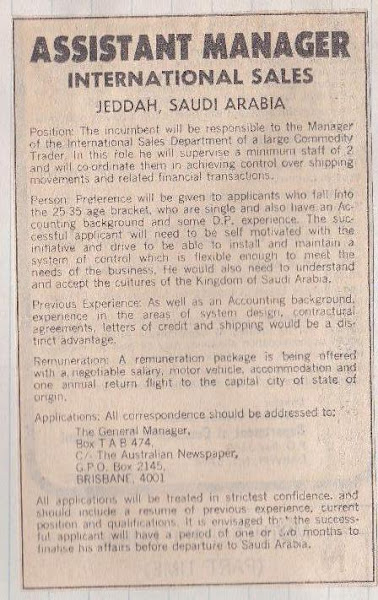 ASSISTANT MANAGER
INTERNATIONAL SALES
JEDDAH, SAUDI ARABIA
Position: The incumbent will be responsible to the Manager
of the International Sales Department of a large Commodity
Trader. In this role he will supervise a minimum staff of 2
and will co-ordinate them in achieving control over shipping
movements and related financial transactions.
Person: Preference will be given to applicants who fall into
the 25-35 age bracket, who are single and also have an Ac-
counting background and some D.P. experience. The suc-
cessful applicant will need to be self motivated with the
initiative and drive to be able to install and maintain a
system of control which is flexible enough to meet the
needs of the business. He would also need to understand
and accept the cultures of the Kingdom of Saudi Arabia.
Previous Experience: As well as an Accounting background,
experience in the areas of system design, contractural
agreements, letters of credit and shipping would be a dis-
tinct advantage.
Remuneration: A remuneration package is being offered
with a negotiable salary, motor vehicle, accommodation and
one annual return flight to the capital city of state of
origin.
Applications: All correspondence should be addressed to:
The General Manager,
Box T A B 474,
C/- The Australian Newspaper,
G.P.O. Box 2145,
BRISBANE, 4001
All applications will be treated in strictest confidence, and
should include a resume of previous experience, current
position and qualifications. It is envisaged that the success-
ful applicant will have a period of one or two months to
finalise his affairs before departure to Saudi Arabia.